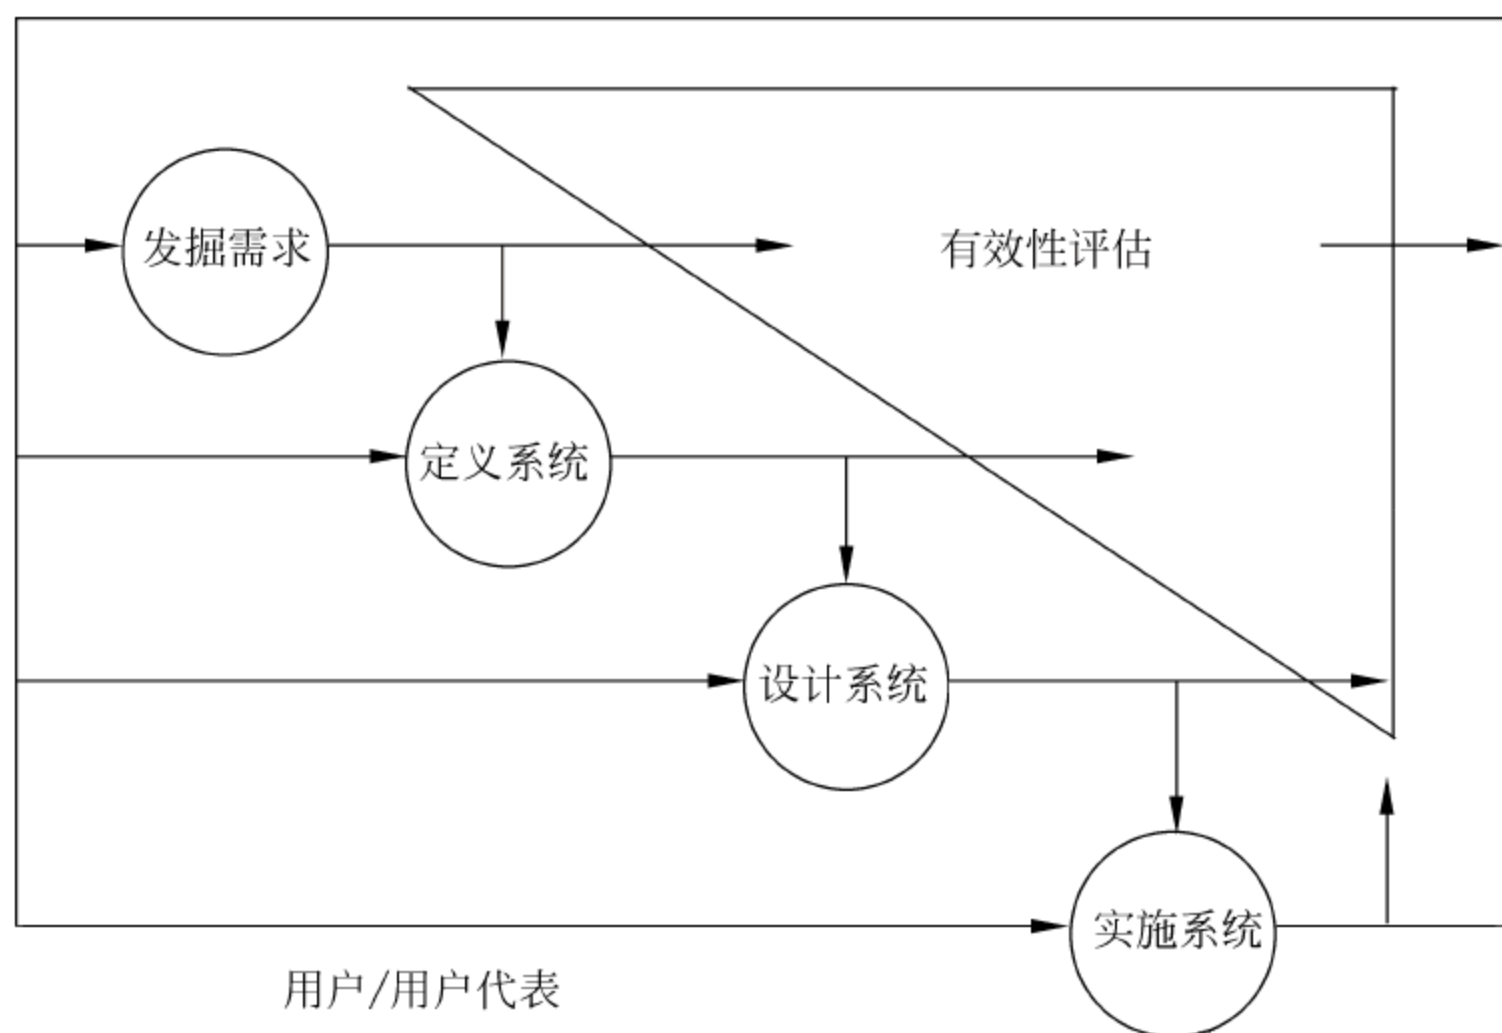 发掘需求
有效性评估
定义系统
设计系统
实施系统
用户/用户代表